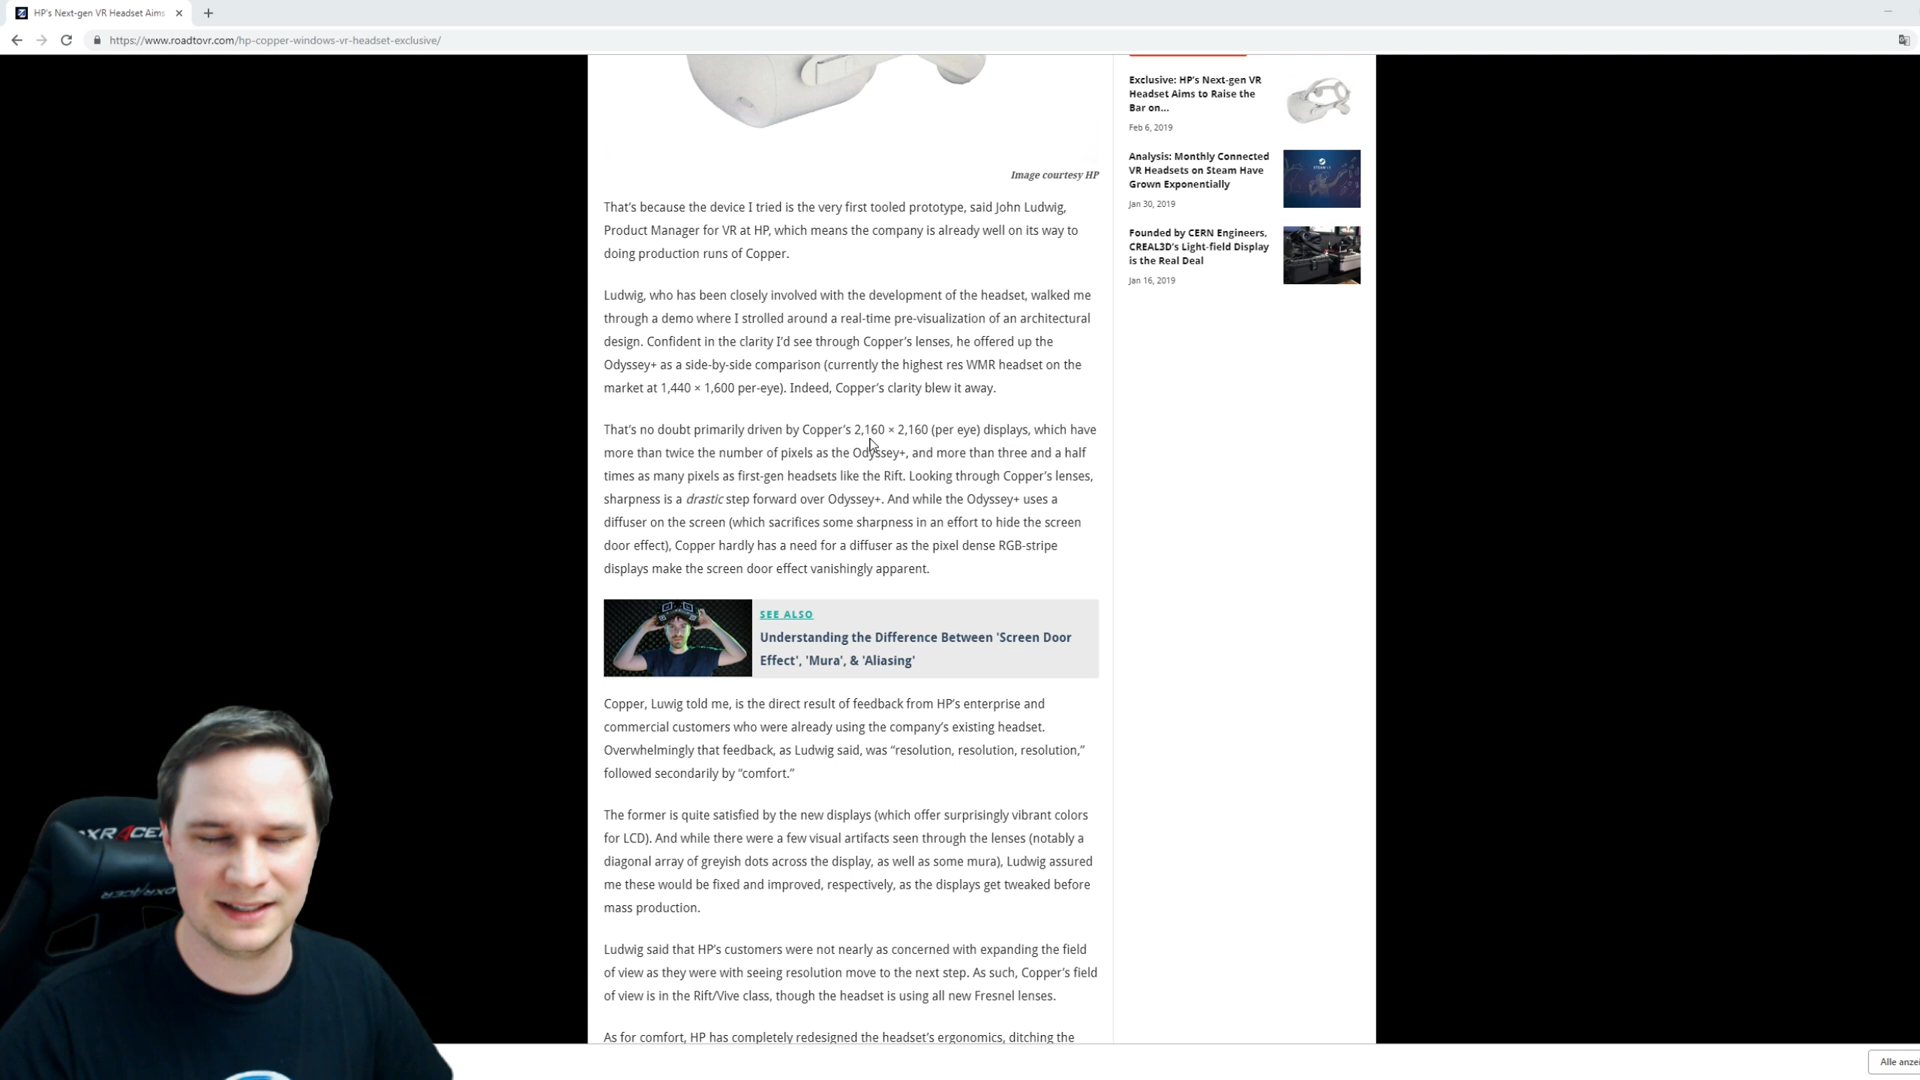 HP's Next-gen VR Headset Aims
https://www.roadtovr.com/hp-copper-windows-vr-headset-exclusive/
Image courtesy HP
That's because the device I tried is the very first tooled prototype, said John Ludwig,
Product Manager for VR at HP, which means the company is already well on its way to
doing production runs of Copper.
Ludwig, who has been closely involved with the development of the headset, walked me
through a demo where I strolled around a real-time pre-visualization of an architectural
design. Confident in the clarity I'd see through Copper's lenses, he offered up the
Odyssey+ as a side-by-side comparison (currently the highest res WMR headset on the
market at 1,440 × 1,600 per-eye). Indeed, Copper's clarity blew it away.
That's no doubt primarily driven by Copper's 2,160 × 2,160 (per eye) displays, which have
more than twice the number of pixels as the Odyssey+, and more than three and a half
times as many pixels as first-gen headsets like the Rift. Looking through Copper's lenses,
sharpness is a drastic step forward over Odyssey+. And while the Odyssey+ uses a
diffuser on the screen (which sacrifices some sharpness in an effort to hide the screen
door effect), Copper hardly has a need for a diffuser as the pixel dense RGB-stripe
displays make the screen door effect vanishingly apparent.
SEE ALSO
Understanding the Difference Between 'Screen Door
Effect', 'Mura', & 'Aliasing'
Copper, Luwig told me, is the direct result of feedback from HP's enterprise and
commercial customers who were already using the company's existing headset.
Overwhelmingly that feedback, as Ludwig said, was “resolution, resolution, resolution,”
followed secondarily by “comfort.”
The former is quite satisfied by the new displays (which offer surprisingly vibrant colors
for LCD). And while there were a few visual artifacts seen through the lenses (notably a
diagonal array of greyish dots across the display, as well as some mura), Ludwig assured
me these would be fixed and improved, respectively, as the displays get tweaked before
mass production.
Ludwig said that HP's customers were not nearly as concerned with expanding the field
of view as they were with seeing resolution move to the next step. As such, Copper's field
of view is in the Rift/Vive class, though the headset is using all new Fresnel lenses.
As for comfort, HP has completely redesigned the headset's ergonomics, ditching the
Exclusive: HP's Next-gen VR
Headset Aims to Raise the
Bar on...
Feb 6, 2019
Analysis: Monthly Connected
VR Headsets on Steam Have
Grown Exponentially
Jan 30, 2019
STEAM
Founded by CERN Engineers,
CREAL3D's Light-field Display
is the Real Deal
Jan 16, 2019
DXRACER
DXRACER
Alle anzei